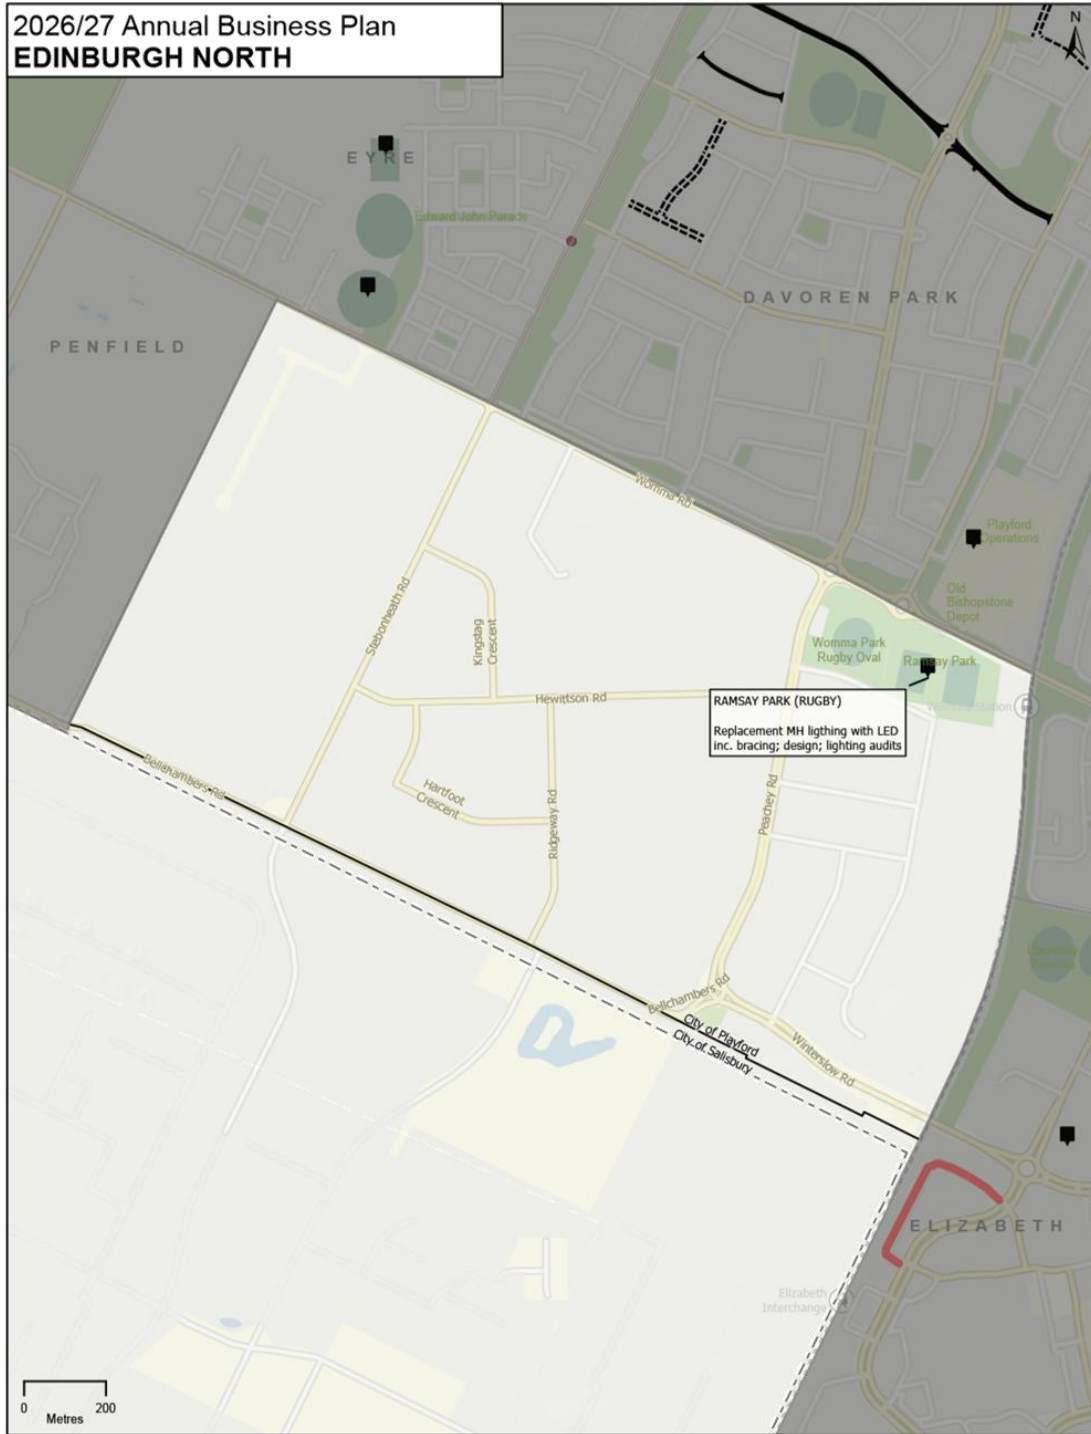 2026/27 Annual Business Plan
EDINBURGH NORTH
N
EYRE
Edward John Parade
DAVOREN PARK
PENFIELD
Womma Rd
Playford
Operations
Old
Bishopstone
Depot
Stebonheath Rd
Kingstag
Crescent
Womma Park
Rugby Oval
Ramsay Park
Hewittson Rd
Station
RAMSAY PARK (RUGBY)
Replacement MH ligthing with LED
inc. bracing; design; lighting audits
Bellchambers Rd
Hartfoot
Crescent
Ridgeway Rd
Peachey Rd
Bellchambers Rd
City of Playford
City of Salisbury
Winterslow Rd
ELIZABETH
Elizabeth
Interchange
0 200
Metres